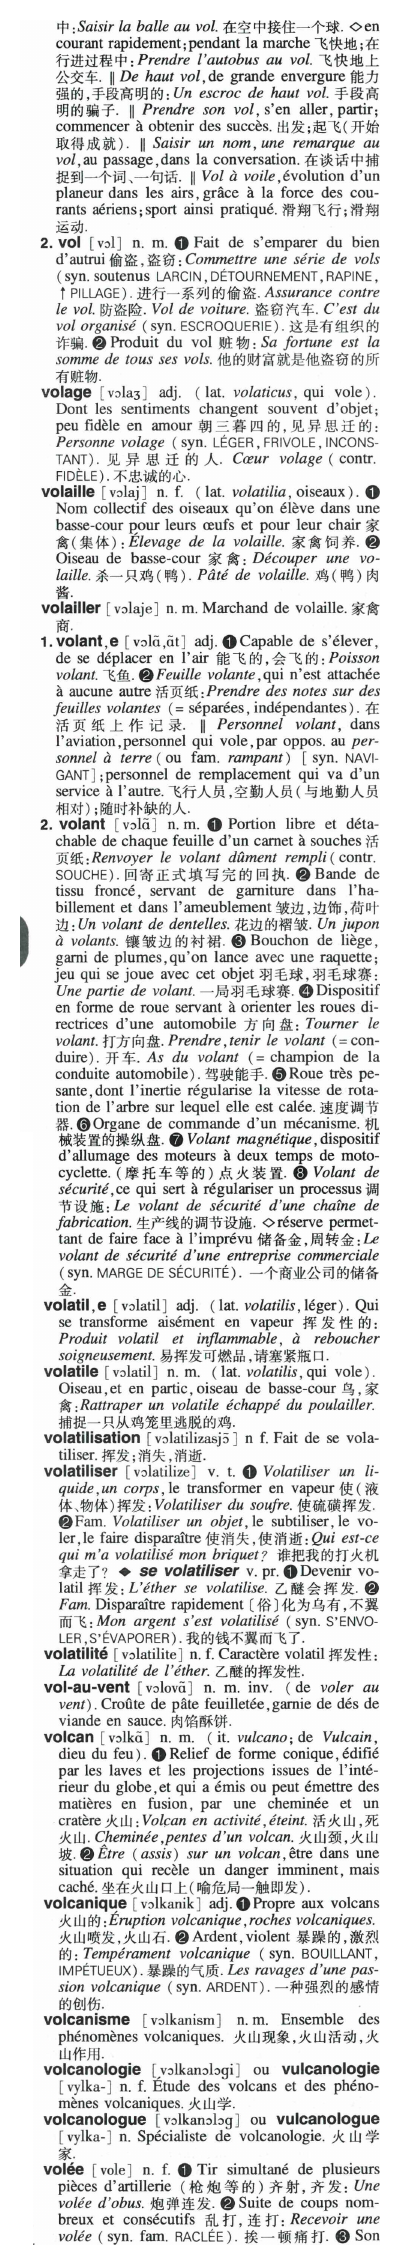 中:Saisir la balle au vol. 在空中接住一个球. ◇en
courant rapidement;pendant la marche 飞快地;在
行进过程中:Prendre l'autobus au vol. 飞快地上
公交车. ‖ De haut vol,de grande envergure 能力
强的,手段高明的:Un escroc de haut vol. 手段高
明的骗子. ‖ Prendre son vol, s'en aller, partir;
commencer à obtenir des succès. 出发;起飞(开始
取得成就). ‖ Saisir un nom, une remarque au
vol,au passage,dans la conversation. 在谈话中捕
捉到一个词、一句话. ‖ Vol à voile,évolution d'un
planeur dans les airs,grâce à la force des cou-
rants aériens;sport ainsi pratiqué. 滑翔飞行;滑翔
运动.
2. vol [vɔl] n. m. ❶ Fait de s'emparer du bien
d'autrui 偷盗,盗窃:Commettre une série de vols
(syn. soutenus LARCIN, DÉTOURNEMENT, RAPINE,
↑PILLAGE). 进行一系列的偷盗. Assurance contre
le vol. 防盗险. Vol de voiture. 盗窃汽车. C'est du
vol organisé (syn. ESCROQUERIE). 这是有组织的
诈骗. ❷ Produit du vol 赃物: Sa fortune est la
somme de tous ses vols. 他的财富就是他盗窃的所
有赃物.
volage [vɔlaʒ] adj. (lat. volaticus, qui vole).
Dont les sentiments changent souvent d'objet;
peu fidèle en amour 朝三暮四的,见异思迁的:
Personne volage (syn. LÉGER, FRIVOLE, INCONS-
TANT). 见异思迁的人. Cœur volage (contr.
FIDÈLE). 不忠诚的心.
volaille [vɔlaj] n. f. (lat. volatilia, oiseaux). ❶
Nom collectif des oiseaux qu'on élève dans une
basse-cour pour leurs œufs et pour leur chair 家
禽(集体):Élevage de la volaille. 家禽饲养. ❷
Oiseau de basse-cour 家禽: Découper une vo-
laille. 杀一只鸡(鸭). Pâté de volaille. 鸡(鸭)肉
酱.
volailler [vɔlaje] n. m. Marchand de volaille. 家禽
商.
1. volant,e [vɔlã,ãt] adj. ❶ Capable de s'élever,
de se déplacer en l'air 能飞的,会飞的:Poisson
volant. 飞鱼. ❷ Feuille volante,qui n'est attachée
à aucune autre 活页纸:Prendre des notes sur des
feuilles volantes (= séparées, indépendantes). 在
活页纸上作记录. ‖ Personnel volant, dans
l'aviation,personnel qui vole,par oppos. au per-
sonnel à terre (ou fam. rampant) [syn. NAVI-
GANT];personnel de remplacement qui va d'un
service à l'autre. 飞行人员,空勤人员(与地勤人员
相对);随时补缺的人.
2. volant [vɔlã] n. m. ❶ Portion libre et déta-
chable de chaque feuille d'un carnet à souches 活
页纸:Renvoyer le volant dûment rempli (contr.
SOUCHE). 回寄正式填写完的回执. ❷ Bande de
tissu froncé, servant de garniture dans l'ha-
billement et dans l'ameublement 皱边,边饰,荷叶
边:Un volant de dentelles. 花边的褶皱. Un jupon
à volants. 镶皱边的衬裙. ❸ Bouchon de liège,
garni de plumes,qu'on lance avec une raquette;
jeu qui se joue avec cet objet 羽毛球,羽毛球赛:
Une partie de volant. 一局羽毛球赛. ❹ Dispositif
en forme de roue servant à orienter les roues di-
rectrices d'une automobile 方向盘: Tourner le
volant. 打方向盘. Prendre,tenir le volant (= con-
duire). 开车. As du volant (= champion de la
conduite automobile). 驾驶能手. ❺ Roue très pe-
sante,dont l'inertie régularise la vitesse de rota-
tion de l'arbre sur lequel elle est calée. 速度调节
器. ❻ Organe de commande d'un mécanisme. 机
械装置的操纵盘. ❼ Volant magnétique,dispositif
d'allumage des moteurs à deux temps de moto-
cyclette. (摩托车等的)点火装置. ❽ Volant de
sécurité,ce qui sert à régulariser un processus 调
节设施:Le volant de sécurité d'une chaîne de
fabrication. 生产线的调节设施. ◇réserve permet-
tant de faire face à l'imprévu 储备金,周转金:Le
volant de sécurité d'une entreprise commerciale
(syn. MARGE DE SÉCURITÉ). 一个商业公司的储备
金.
volatil,e [vɔlatil] adj. (lat. volatilis, léger). Qui
se transforme aisément en vapeur 挥发性的:
Produit volatil et inflammable, à reboucher
soigneusement. 易挥发可燃品,请塞紧瓶口.
volatile [vɔlatil] n. m. (lat. volatilis, qui vole).
Oiseau,et en partic,oiseau de basse-cour 鸟,家
禽:Rattraper un volatile échappé du poulailler.
捕捉一只从鸡笼里逃脱的鸡.
volatilisation [vɔlatilizasjɔ̃] n f. Fait de se vola-
tiliser. 挥发;消失,消逝.
volatiliser [vɔlatilize] v. t. ❶ Volatiliser un li-
quide,un corps,le transformer en vapeur 使(液
体、物体)挥发:Volatiliser du soufre. 使硫磺挥发.
❷ Fam. Volatiliser un objet, le subtiliser, le vo-
ler,le faire disparaître 使消失,使消逝:Qui est-ce
qui m'a volatilisé mon briquet? 谁把我的打火机
拿走了? ◆ se volatiliser v. pr. ❶ Devenir vo-
latil 挥发: L'éther se volatilise. 乙醚会挥发. ❷
Fam. Disparaître rapidement〔俗〕化为乌有,不翼
而飞:Mon argent s'est volatilisé (syn. S'ENVO-
LER,S'ÉVAPORER). 我的钱不翼而飞了.
volatilité [vɔlatilite] n. f. Caractère volatil 挥发性:
La volatilité de l'éther. 乙醚的挥发性.
vol-au-vent [vɔlovã] n. m. inv. (de voler au
vent). Croûte de pâte feuilletée,garnie de dés de
viande en sauce. 肉馅酥饼.
volcan [vɔlkã] n. m. (it. vulcano; de Vulcain,
dieu du feu). ❶ Relief de forme conique,édifié
par les laves et les projections issues de l'inté-
rieur du globe,et qui a émis ou peut émettre des
matières en fusion, par une cheminée et un
cratère 火山:Volcan en activité,éteint. 活火山,死
火山. Cheminée,pentes d'un volcan. 火山颈,火山
坡. ❷ Être (assis) sur un volcan,être dans une
situation qui recèle un danger imminent, mais
caché. 坐在火山口上(喻危局一触即发).
volcanique [vɔlkanik] adj. ❶ Propre aux volcans
火山的:Éruption volcanique,roches volcaniques.
火山喷发,火山石. ❷ Ardent,violent 暴躁的,激烈
的: Tempérament volcanique (syn. BOUILLANT,
IMPÉTUEUX). 暴躁的气质. Les ravages d'une pas-
sion volcanique (syn. ARDENT). 一种强烈的感情
的创伤.
volcanisme [vɔlkanism] n. m. Ensemble des
phénomènes volcaniques. 火山现象,火山活动,火
山作用.
volcanologie [vɔlkanɔlɔgi] ou vulcanologie
[vylka-] n. f. Étude des volcans et des phéno-
mènes volcaniques. 火山学.
volcanologue [vɔlkanɔlɔg] ou vulcanologue
[vylka-] n. Spécialiste de volcanologie. 火山学
家.
volée [vole] n. f. ❶ Tir simultané de plusieurs
pièces d'artillerie (枪炮等的)齐射,齐发: Une
volée d'obus. 炮弹连发. ❷ Suite de coups nom-
breux et consécutifs 乱打,连打: Recevoir une
volée (syn. fam. RACLÉE). 挨一顿痛打. ❸ Son